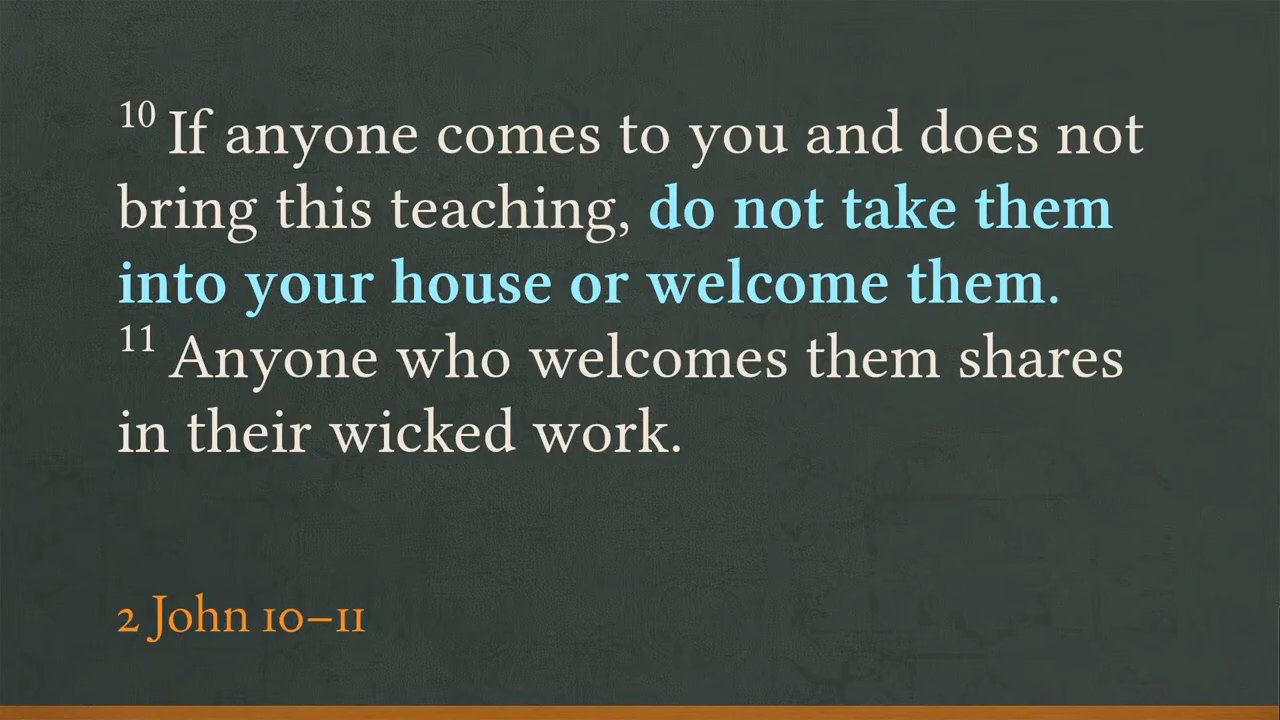 10 If anyone comes to you and does not
bring this teaching, do not take them
into your house or welcome them.
11 Anyone who welcomes them shares
in their wicked work.
2 John 10–11